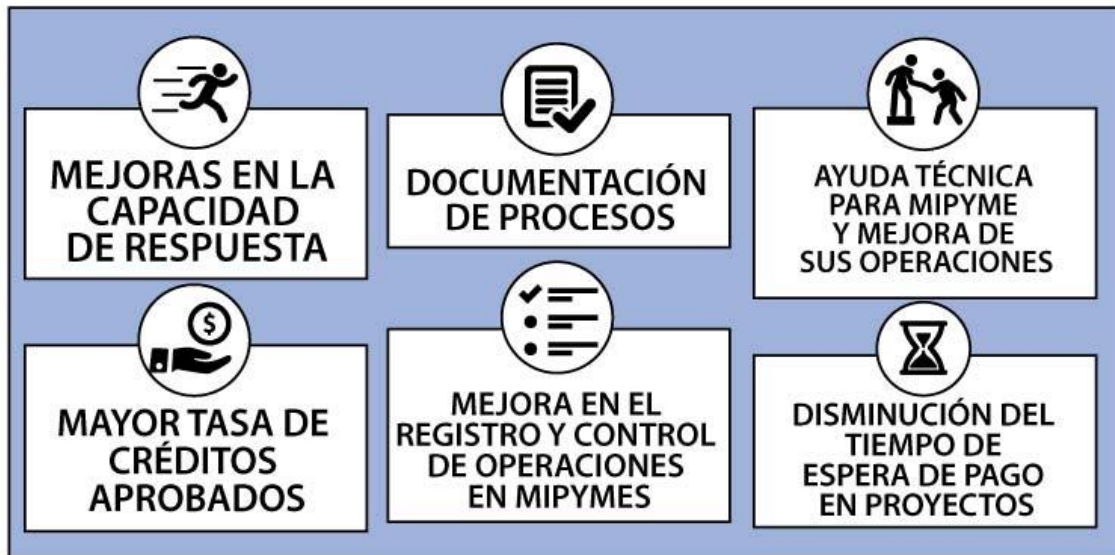 MEJORAS EN LA
CAPACIDAD
DE RESPUESTA
DOCUMENTACIÓN
DE PROCESOS
AYUDA TÉCNICA
PARA MIPYME
Y MEJORA DE
SUS OPERACIONES
$
MAYOR TASA DE
CRÉDITOS
APROBADOS
MEJORA EN EL
REGISTRO Y CONTROL
DE OPERACIONES
EN MIPYMES
DISMINUCIÓN DEL
TIEMPO DE
ESPERA DE PAGO
EN PROYECTOS